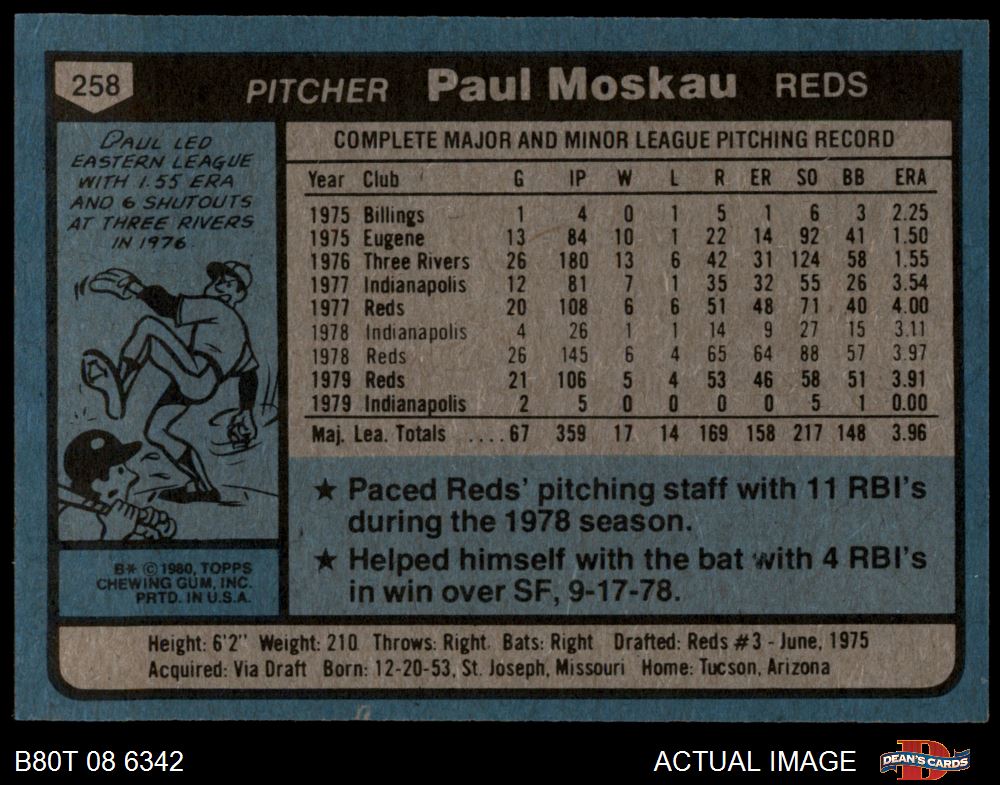 258
PITCHER Paul Moskau REDS
PAUL LED
EASTERN LEAGUE
WITH 1.55 ERA
AND 6 SHUTOUTS
AT THREE RIVERS
IN 1976.
COMPLETE MAJOR AND MINOR LEAGUE PITCHING RECORD
Year Club G IP W L R ER SO BB ERA
1975 Billings 1 4 0 1 5 1 6 3 2.25
1975 Eugene 13 84 10 1 22 14 92 41 1.50
1976 Three Rivers 26 180 13 6 42 31 124 58 1.55
1977 Indianapolis 12 81 7 1 35 32 55 26 3.54
1977 Reds 20 108 6 6 51 48 71 40 4.00
1978 Indianapolis 4 26 1 1 14 9 27 15 3.11
1978 Reds 26 145 6 4 65 64 88 57 3.97
1979 Reds 21 106 5 4 53 46 58 51 3.91
1979 Indianapolis 2 5 0 0 0 0 5 1 0.00
Maj. Lea. Totals ....67 359 17 14 169 158 217 148 3.96
★ Paced Reds' pitching staff with 11 RBI's
during the 1978 season.
★ Helped himself with the bat with 4 RBI's
in win over SF, 9-17-78.
B* © 1980, TOPPS
CHEWING GUM, INC.
PRTD. IN U.S.A.
Height: 6'2" Weight: 210 Throws: Right Bats: Right Drafted: Reds #3 - June, 1975
Acquired: Via Draft Born: 12-20-53, St. Joseph, Missouri Home: Tucson, Arizona
B80T 08 6342
ACTUAL IMAGE
DEAN'S CARDS